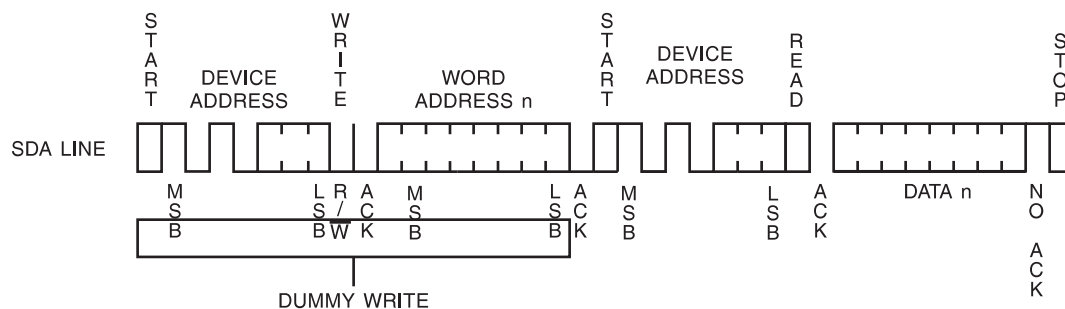 START
WRITE
START
READ
STOP
DEVICE
ADDRESS
WORD
ADDRESS n
DEVICE
ADDRESS
SDA LINE
MSB
LSB
R/W
ACK
MSB
LSB
ACK
MSB
LSB
ACK
DATA n
NO ACK
DUMMY WRITE